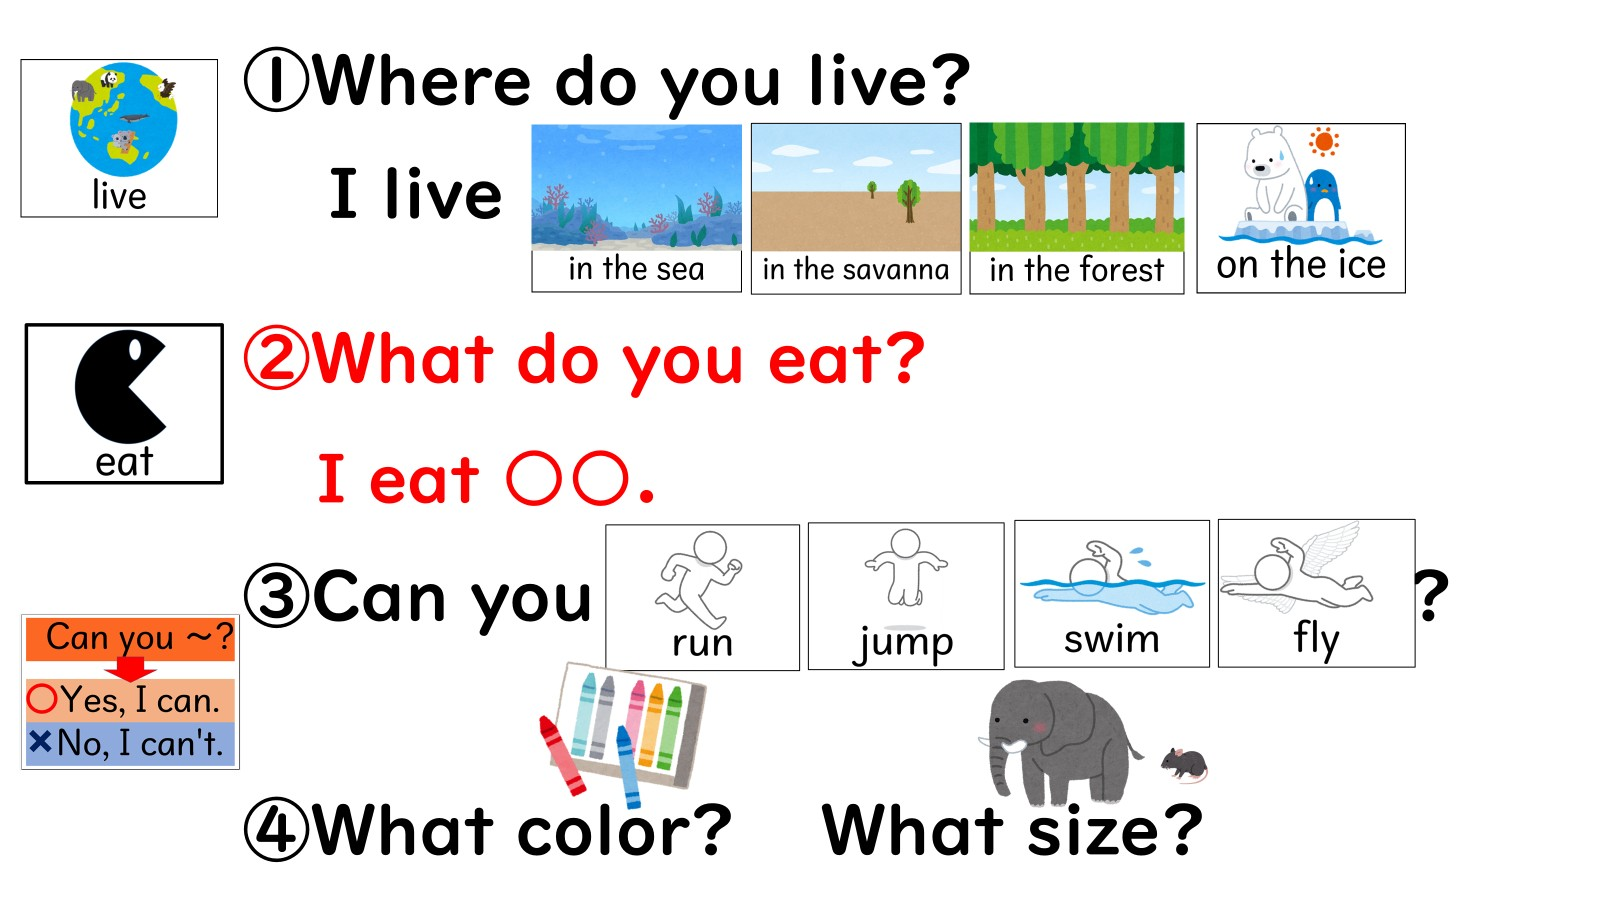 ①Where do you live?
live
I live
in the sea
in the savanna
in the forest
on the ice
②What do you eat?
eat
I eat ○○.
③Can you
run
jump
swim
fly
?
Can you ～?
○Yes, I can.
×No, I can't.
④What color? What size?